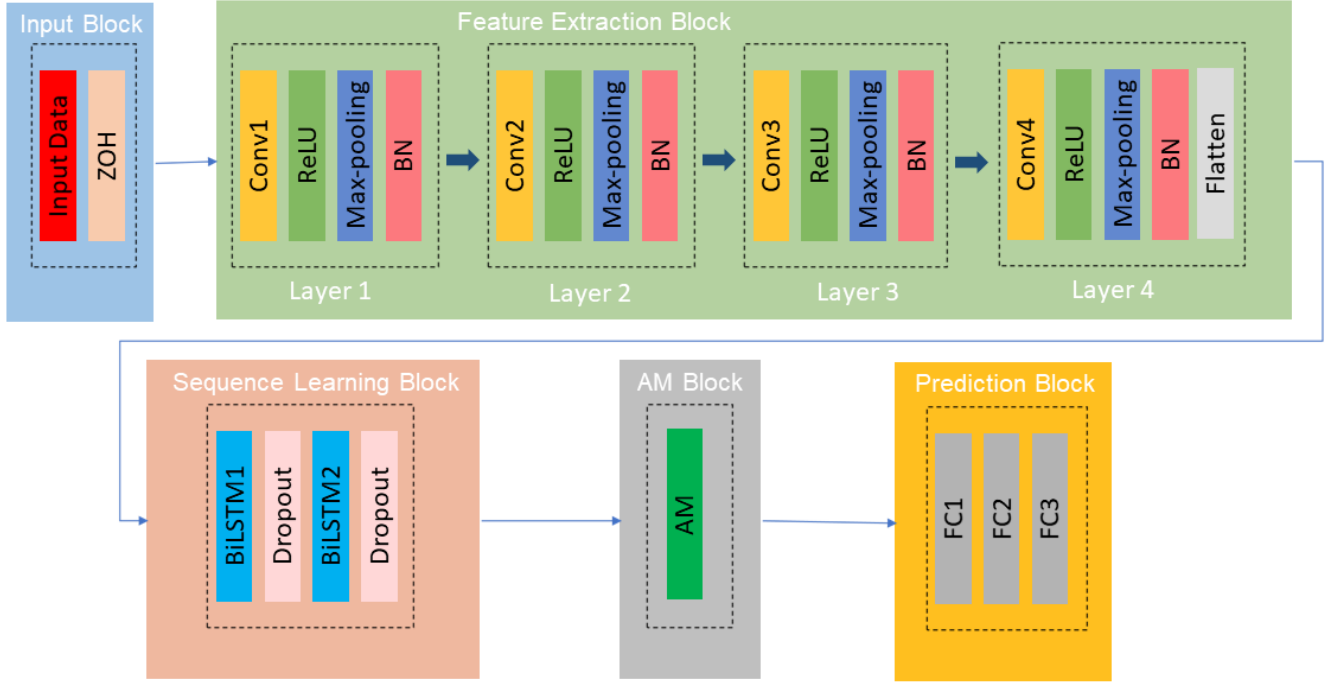 Input Block
Input Data
ZOH
Feature Extraction Block
Conv1
ReLU
Max-pooling
BN
Layer 1
Conv2
ReLU
Max-pooling
BN
Layer 2
Conv3
ReLU
Max-pooling
BN
Layer 3
Conv4
ReLU
Max-pooling
BN
Flatten
Layer 4
Sequence Learning Block
BiLSTM1
Dropout
BiLSTM2
Dropout
AM Block
AM
Prediction Block
FC1
FC2
FC3